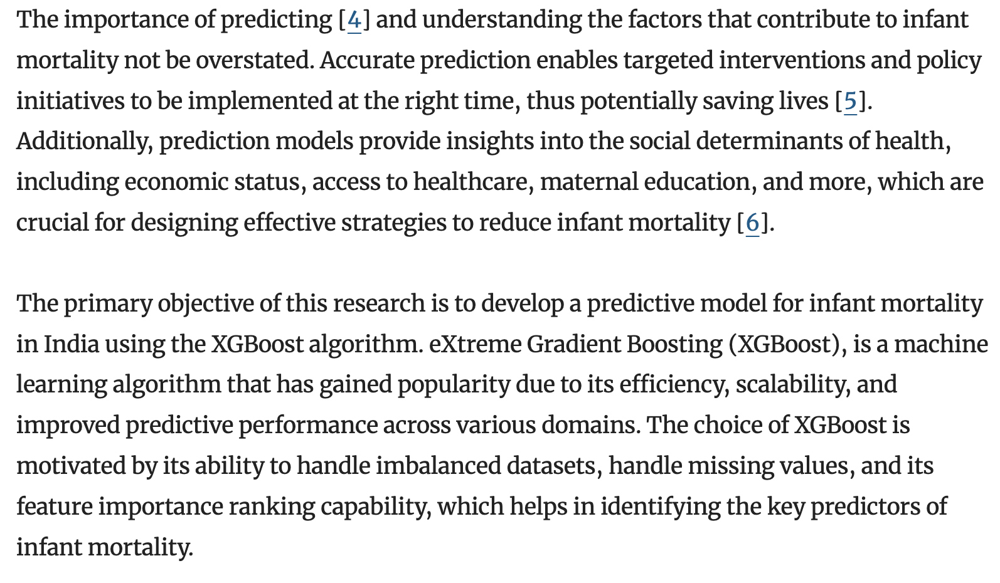 The importance of predicting [4] and understanding the factors that contribute to infant
mortality not be overstated. Accurate prediction enables targeted interventions and policy
initiatives to be implemented at the right time, thus potentially saving lives [5].
Additionally, prediction models provide insights into the social determinants of health,
including economic status, access to healthcare, maternal education, and more, which are
crucial for designing effective strategies to reduce infant mortality [6].
The primary objective of this research is to develop a predictive model for infant mortality
in India using the XGBoost algorithm. eXtreme Gradient Boosting (XGBoost), is a machine
learning algorithm that has gained popularity due to its efficiency, scalability, and
improved predictive performance across various domains. The choice of XGBoost is
motivated by its ability to handle imbalanced datasets, handle missing values, and its
feature importance ranking capability, which helps in identifying the key predictors of
infant mortality.